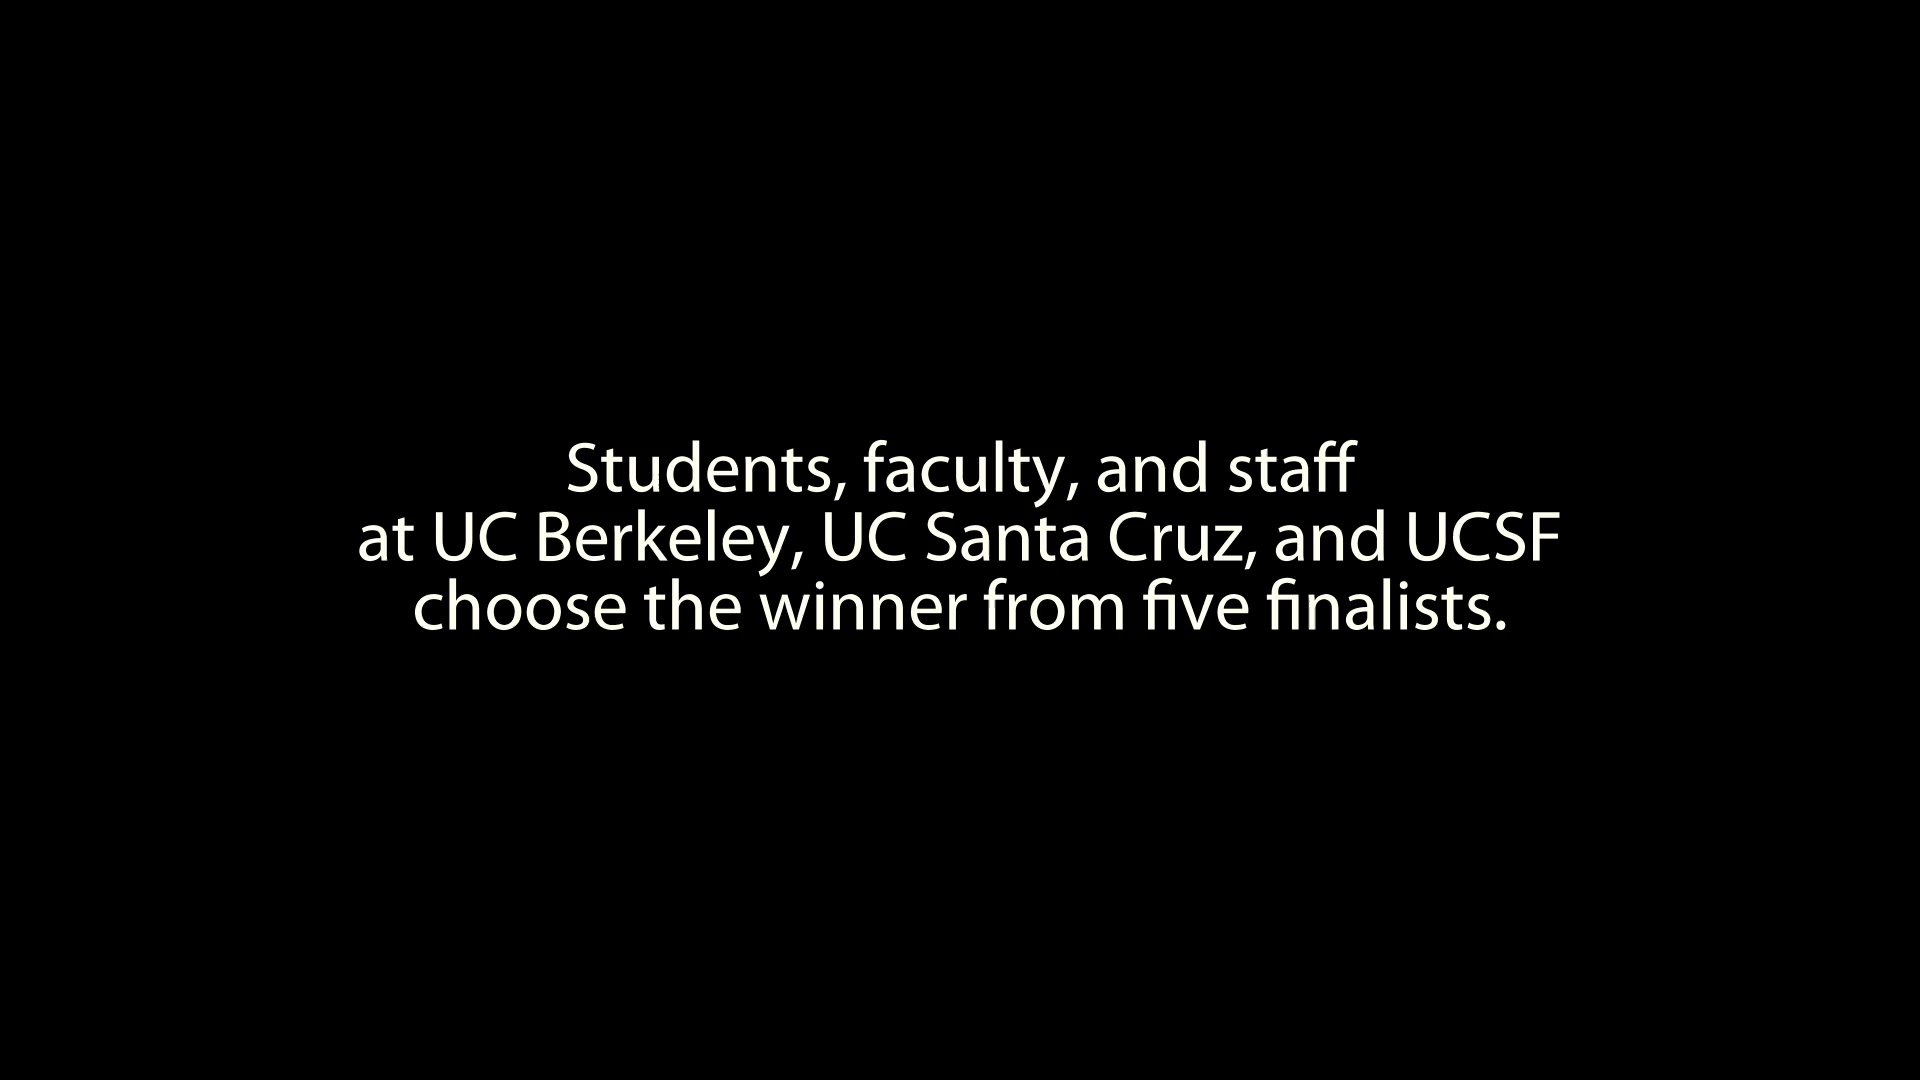 Students, faculty, and staff
at UC Berkeley, UC Santa Cruz, and UCSF
choose the winner from five finalists.